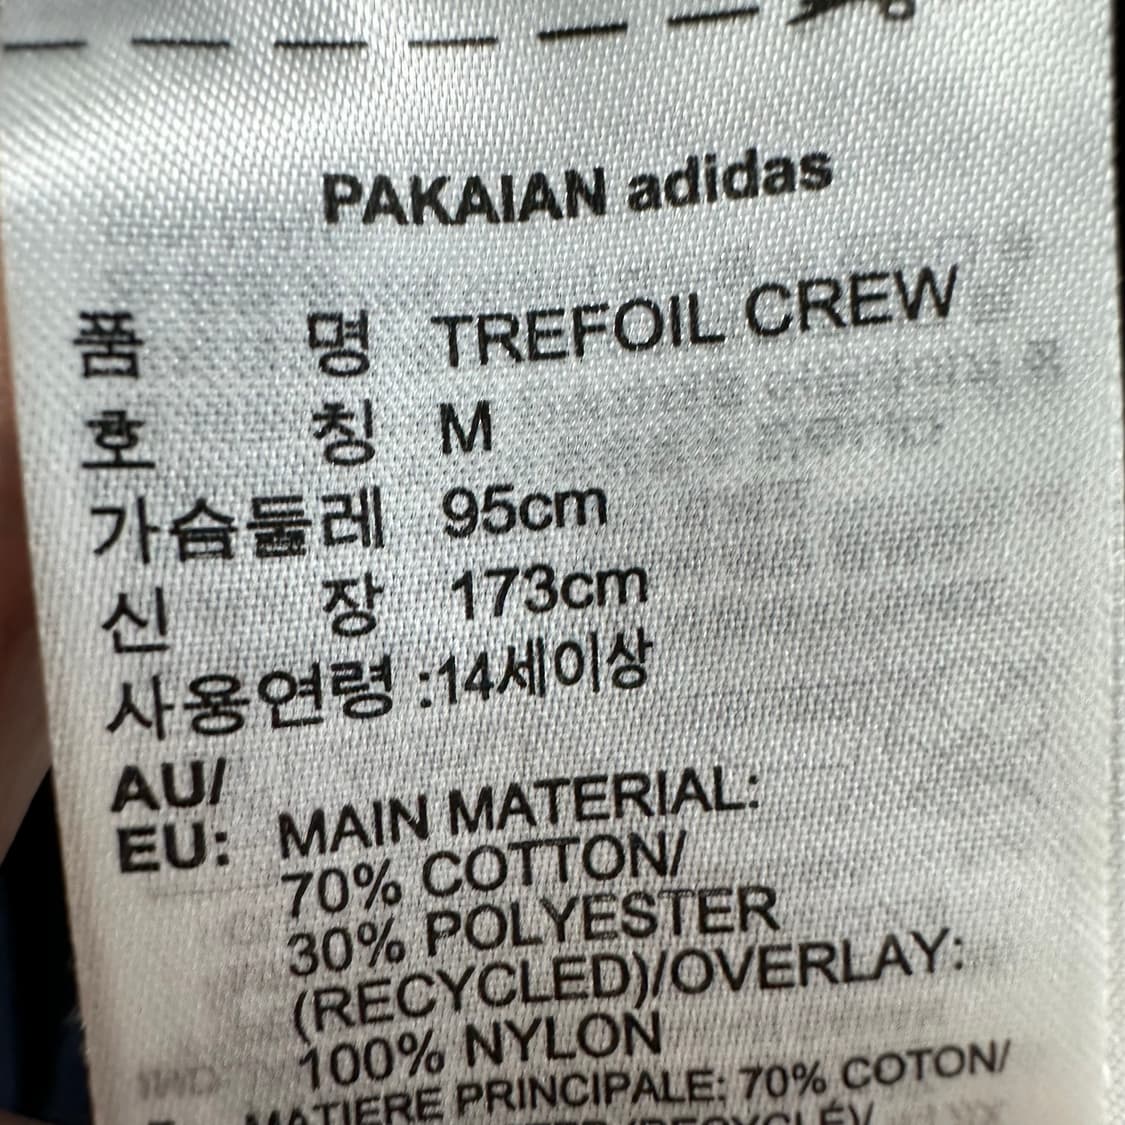 PAKAIAN adidas
품 명 TREFOIL CREW
호 칭 M
가슴둘레 95cm
신 장 173cm
사용연령 :14세이상
AU/
EU: MAIN MATERIAL:
70% COTTON/
30% POLYESTER
(RECYCLED)/OVERLAY:
100% NYLON
MATIERE PRINCIPALE: 70% COTON/